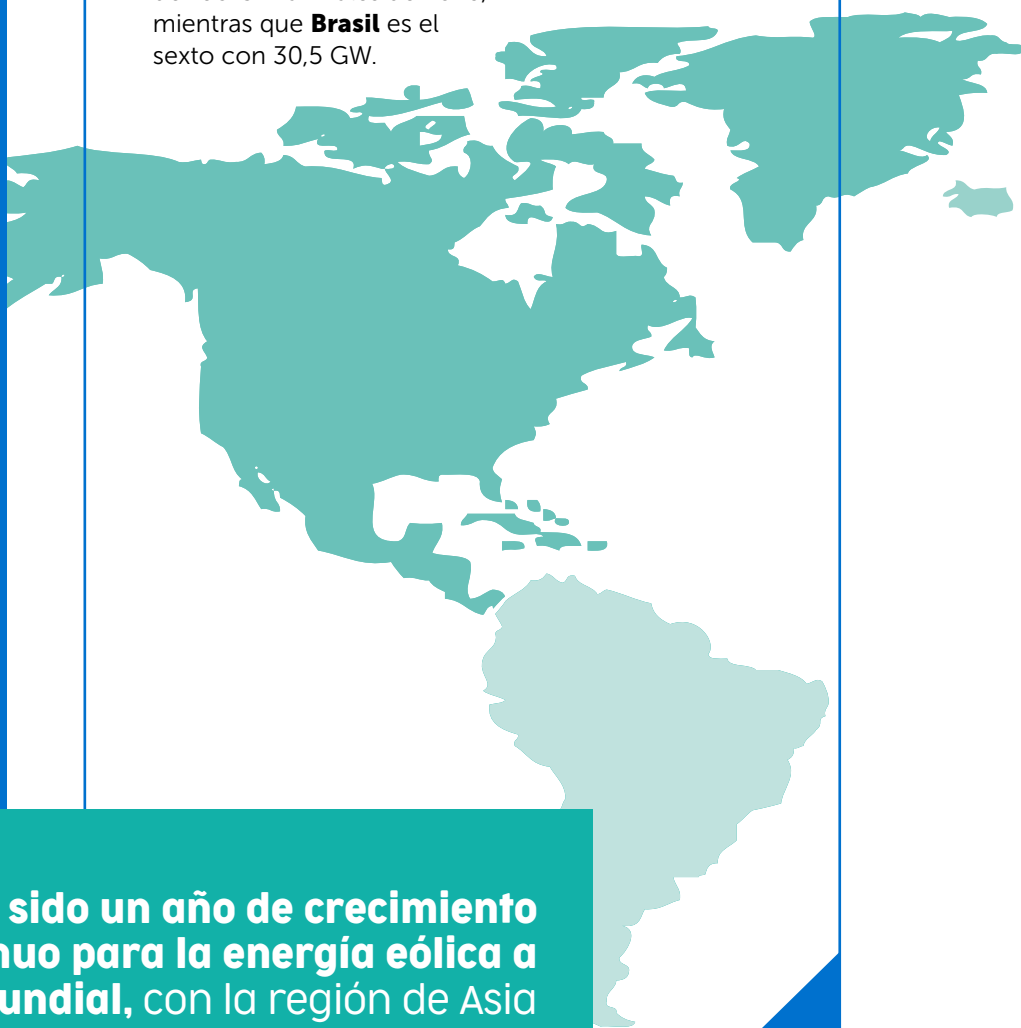 mientras que Brasil es el
sexto con 30,5 GW.
sido un año de crecimiento
nuo para la energía eólica a
undial, con la región de Asia